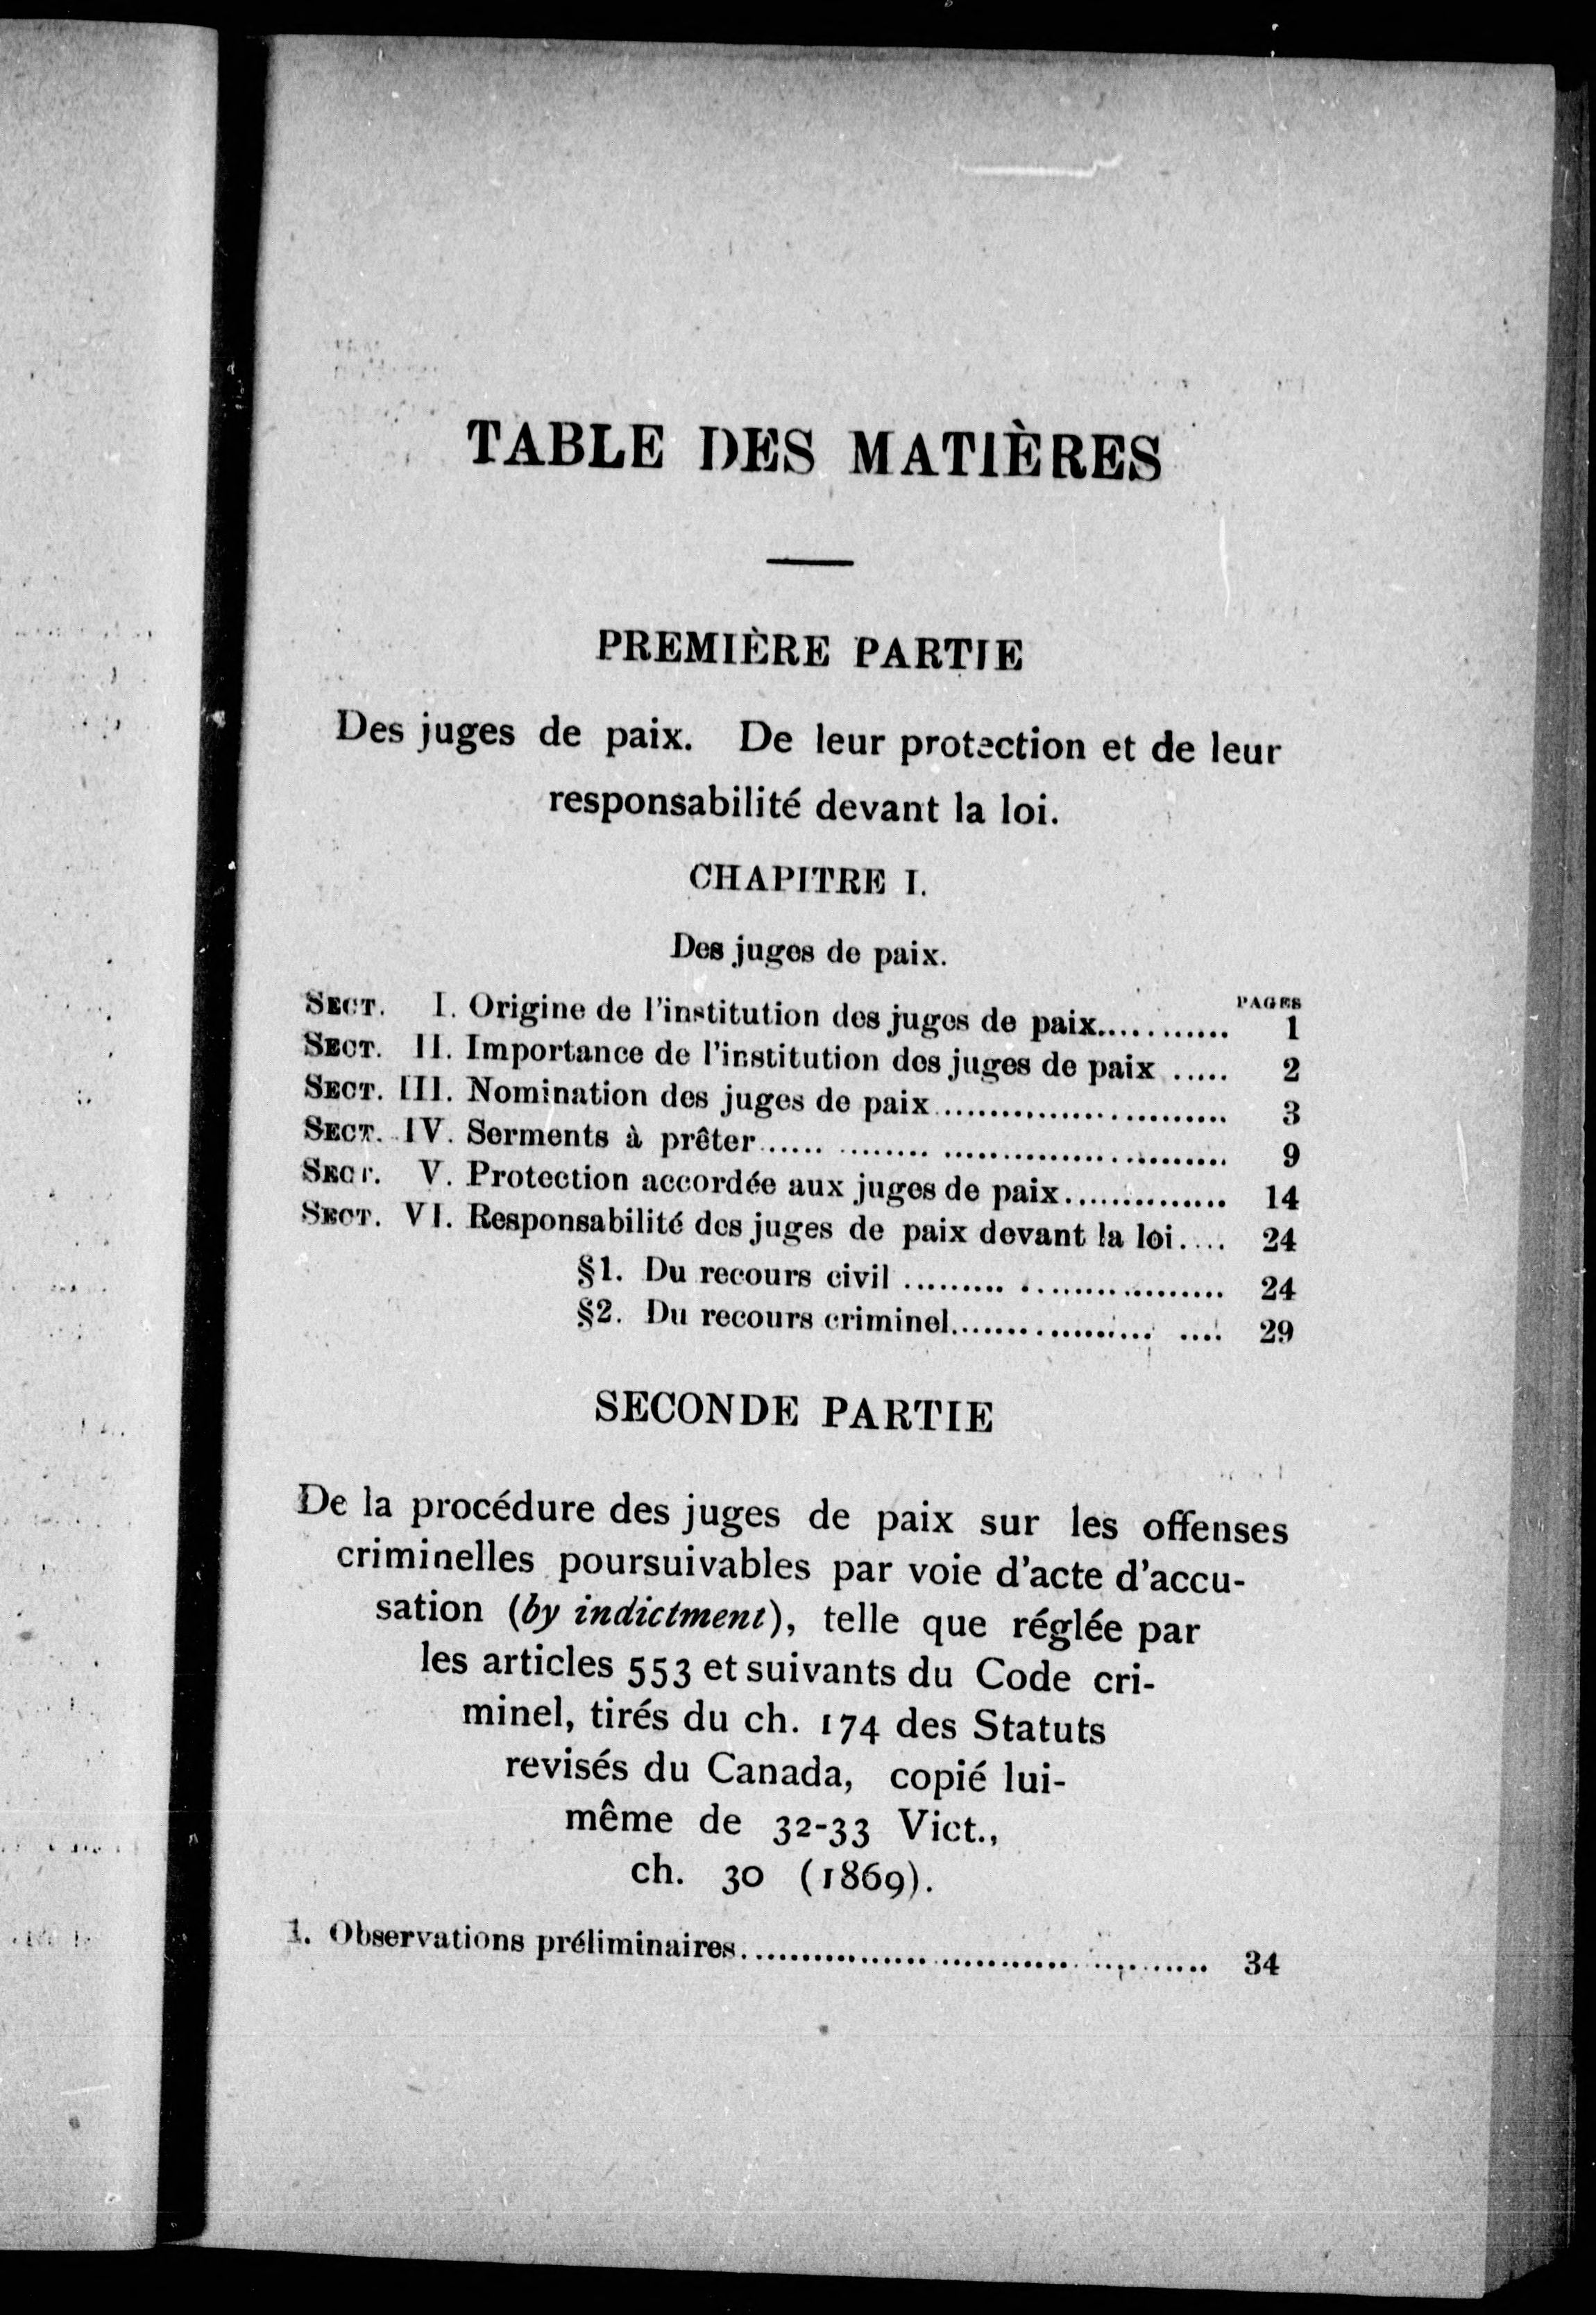 TABLE DES MATIÈRES
PREMIÈRE PARTIE
Des juges de paix. De leur protection et de leur
responsabilité devant la loi.
CHAPITRE I.
Des juges de paix.
PAGES
SECT. I. Origine de l'institution des juges de paix............ 1
SECT. II. Importance de l'institution des juges de paix ..... 2
SECT. III. Nomination des juges de paix.......................... 3
SECT. IV. Serments à prêter...... ........ .......................... 9
SECT. V. Protection accordée aux juges de paix............... 14
SECT. VI. Responsabilité des juges de paix devant la loi.... 24
§1. Du recours civil ......... ................... 24
§2. Du recours criminel................... .... 29
SECONDE PARTIE
De la procédure des juges de paix sur les offenses
criminelles poursuivables par voie d'acte d'accu-
sation (by indictment), telle que réglée par
les articles 553 et suivants du Code cri-
minel, tirés du ch. 174 des Statuts
revisés du Canada, copié lui-
même de 32-33 Vict.,
ch. 30 (1869).
1. Observations préliminaires.......................................... 34